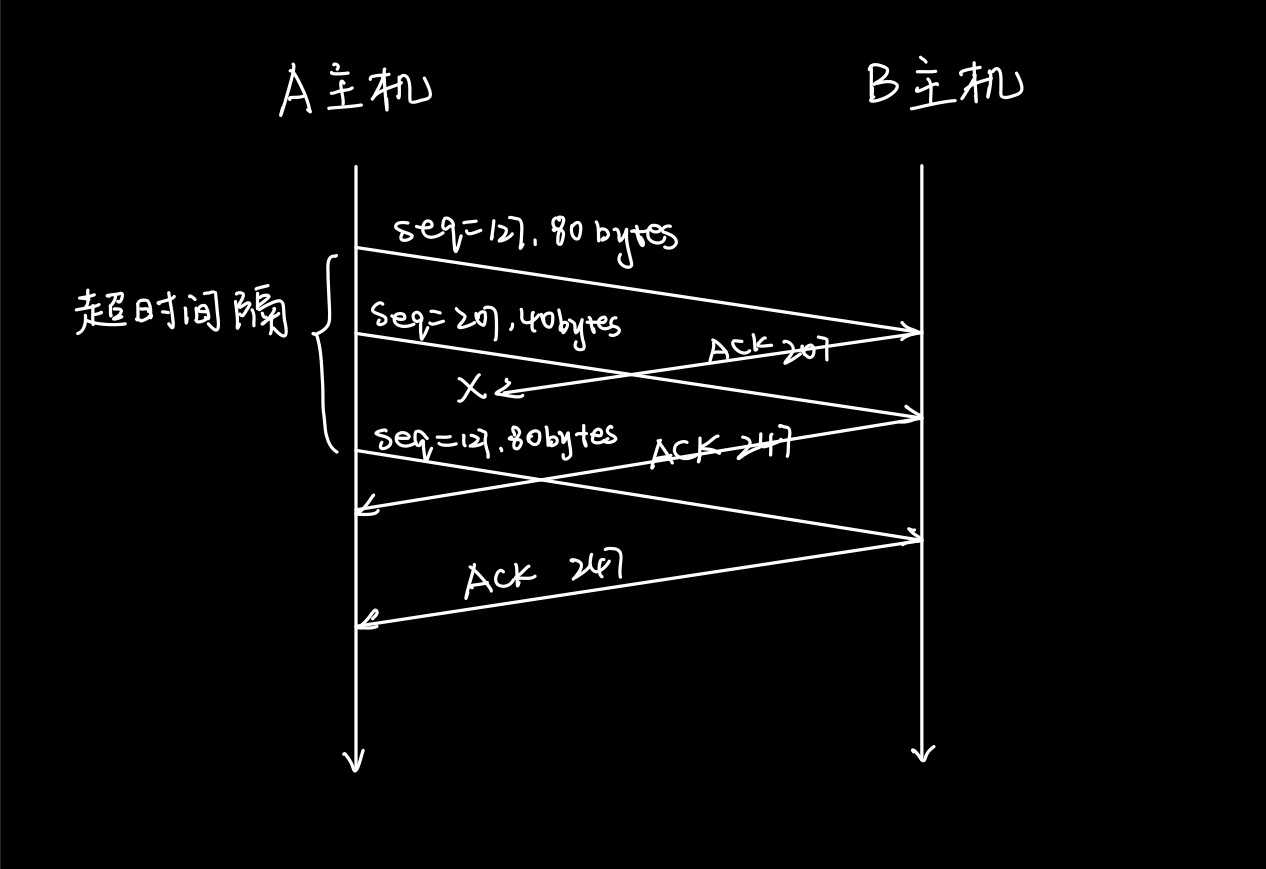 A主机
B主机
seq=127, 80 bytes
超时间隔
Seq=207, 40bytes
ACK 207
X
seq=127, 80bytes
ACK 247
ACK 247